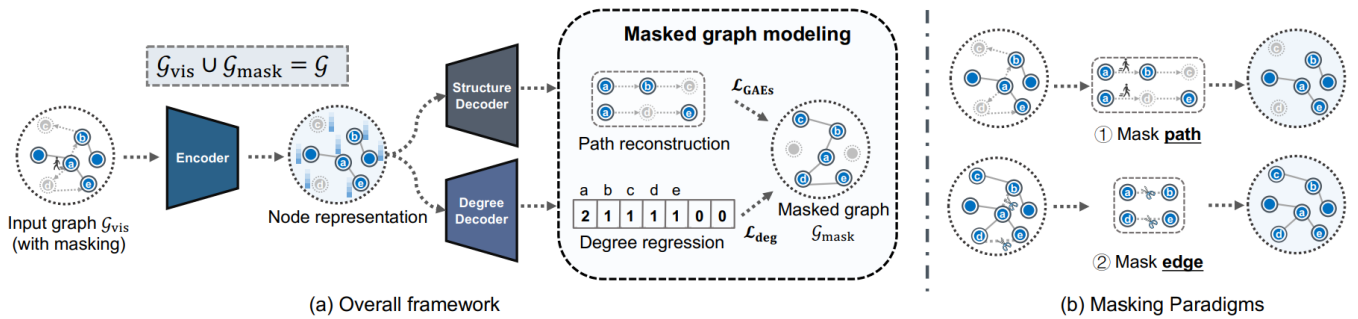 𝒢vis ∪ 𝒢mask = 𝒢
c
b
a
d
e
Input graph 𝒢vis
(with masking)
Encoder
c
b
a
d
e
Node representation
Structure
Decoder
Degree
Decoder
Masked graph modeling
a b c
a d e
Path reconstruction
a b c d e
2 1 1 1 1 0 0
Degree regression
ℒGAEs
ℒdeg
c
b
a
d
e
Masked graph
𝒢mask
(a) Overall framework
c
b
a
d
e
a b c
a d e
① Mask path
c
b
a
d
e
c
b
a
d
e
a b
d e
② Mask edge
c
b
a
d
e
(b) Masking Paradigms